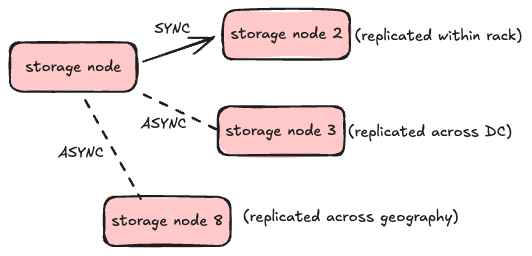 SYNC
storage node 2
(replicated within rack)
storage node
ASYNC
storage node 3
(replicated across DC)
ASYNC
storage node 8
(replicated across geography)